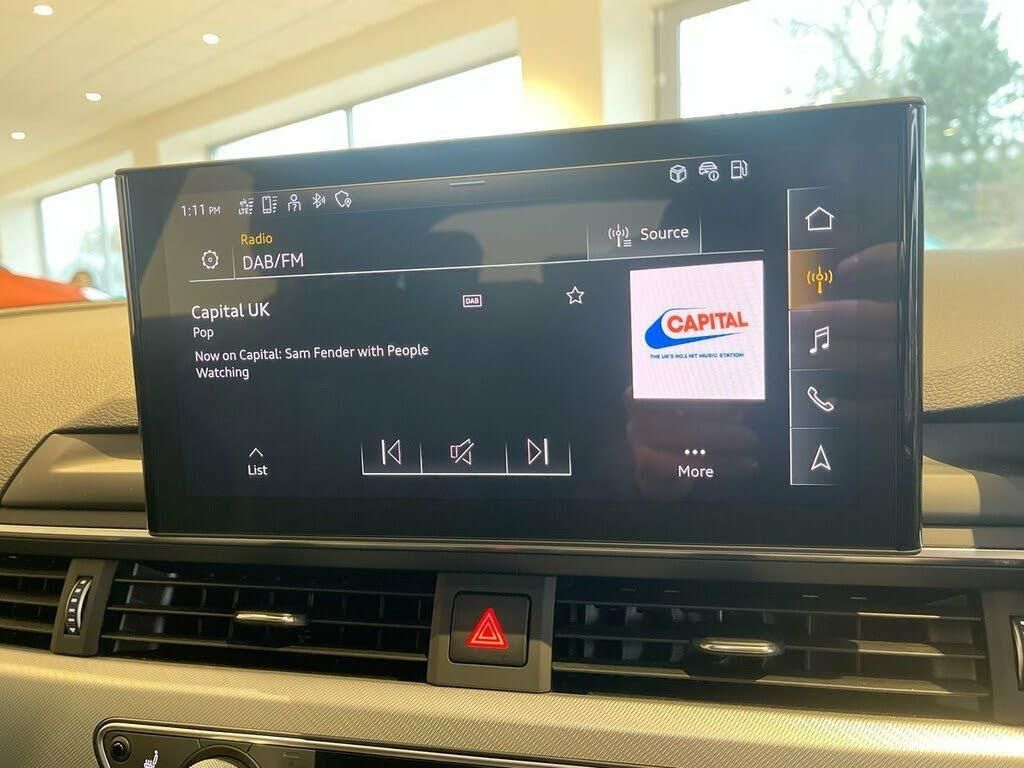 1:11 PM
LTE
Radio
DAB/FM
Source
Capital UK
DAB
Pop
Now on Capital: Sam Fender with People
Watching
CAPITAL
THE UK'S NO.1 HIT MUSIC STATION
List
More